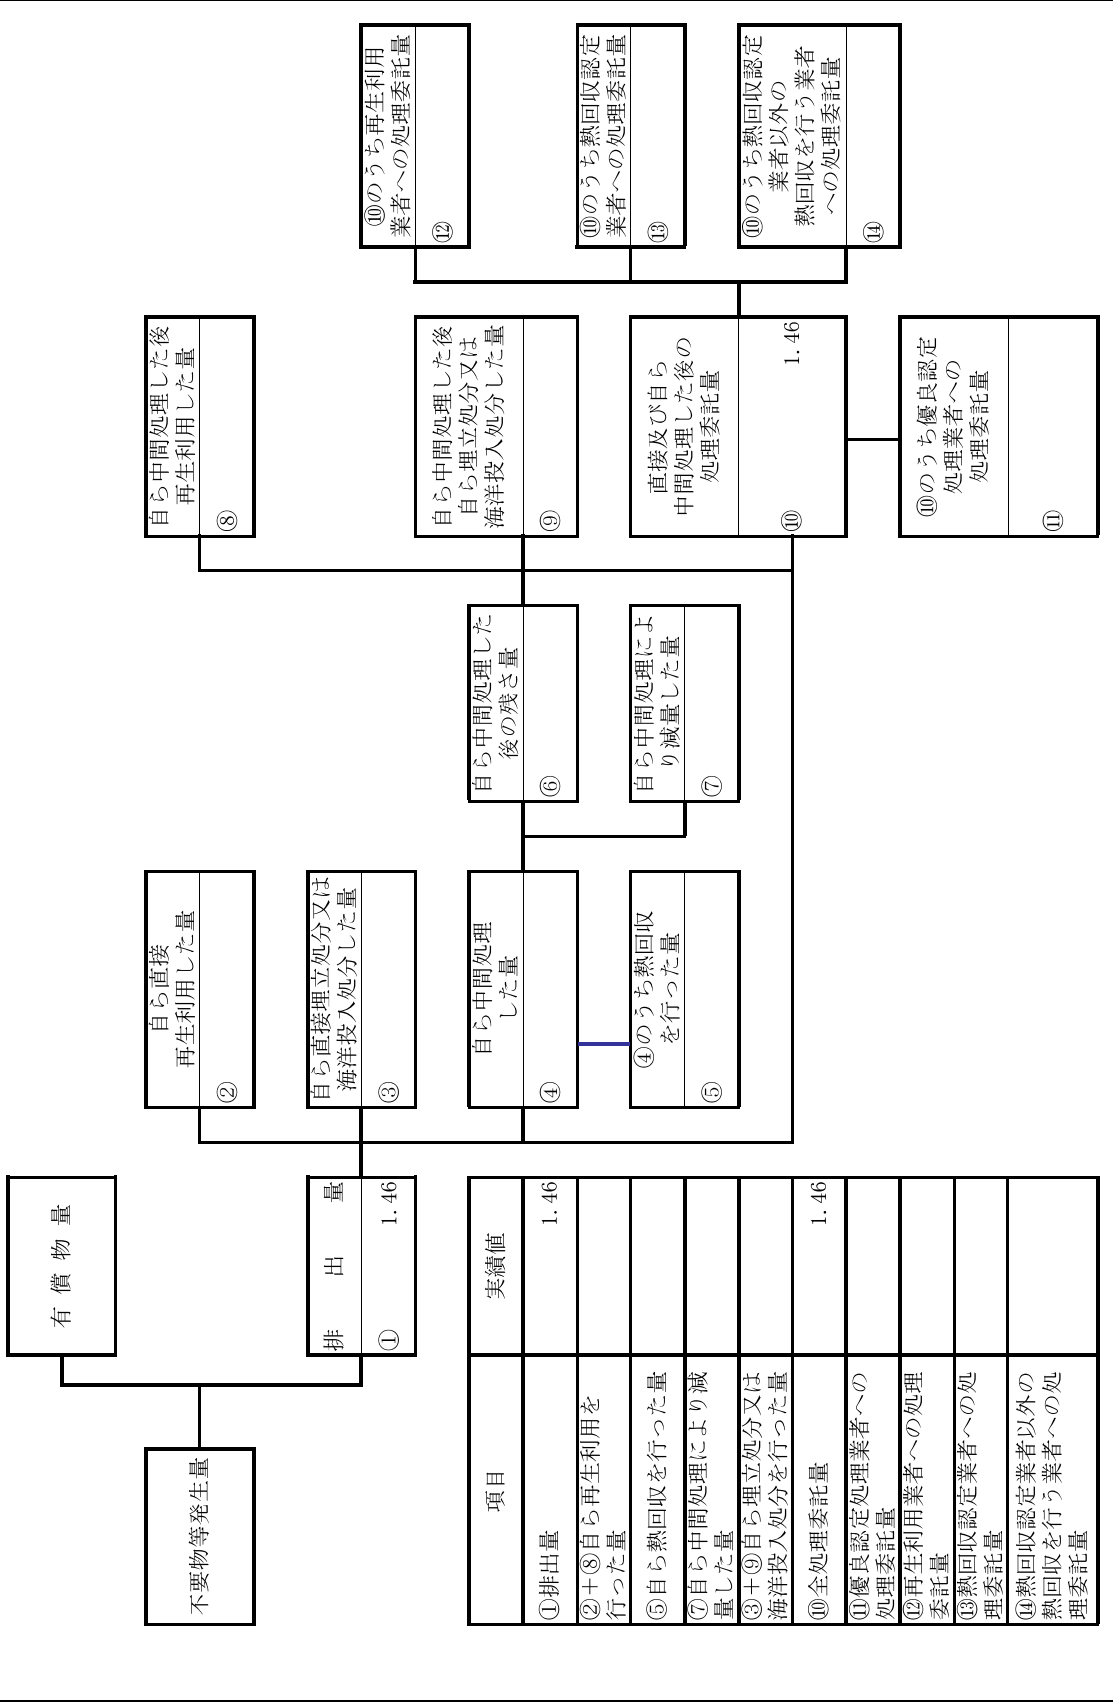 有 償 物 量
不要物等発生量
排 出 量
① 1.46
自ら直接
再生利用した量
②
自ら直接埋立処分又は
海洋投入処分した量
③
自ら中間処理
した量
④
④のうち熱回収
を行った量
⑤
自ら中間処理した
後の残さ量
⑥
自ら中間処理によ
り減量した量
⑦
自ら中間処理した後
再生利用した量
⑧
自ら中間処理した後
自ら埋立処分又は
海洋投入処分した量
⑨
直接及び自ら
中間処理した後の
処理委託量
⑩ 1.46
⑩のうち優良認定
処理業者への
処理委託量
⑪
⑩のうち再生利用
業者への処理委託量
⑫
⑩のうち熱回収認定
業者への処理委託量
⑬
⑩のうち熱回収認定
業者以外の
熱回収を行う業者
への処理委託量
⑭
項目 実績値
①排出量 1.46
②＋⑧自ら再生利用を
行った量
⑤自ら熱回収を行った量
⑦自ら中間処理により減
量した量
③＋⑨自ら埋立処分又は
海洋投入処分を行った量
⑩全処理委託量 1.46
⑪優良認定処理業者への
処理委託量
⑫再生利用業者への処理
委託量
⑬熱回収認定業者への処
理委託量
⑭熱回収認定業者以外の
熱回収を行う業者への処
理委託量